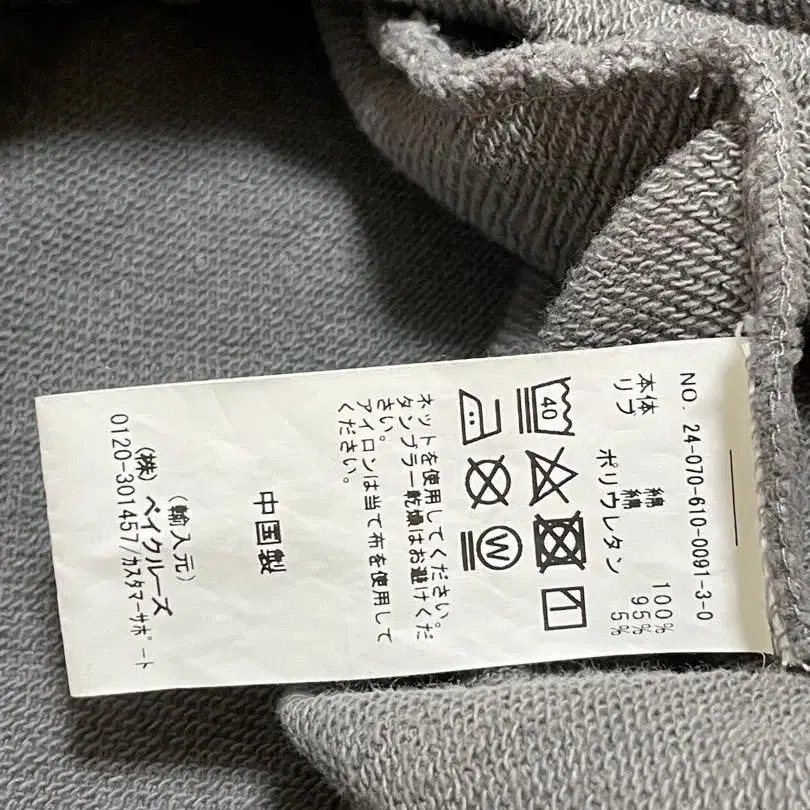 NO. 24-070-610-0091-3-0
本体 綿 100%
リブ 綿 95%
ポリウレタン 5%
40
W
ネットを使用してください。
タンブラー乾燥はお避けくだ
さい。
アイロンは当て布を使用して
ください。
中国製
(輸入元)
(株) ベイクルーズ
0120-301457/カスタマーサポート